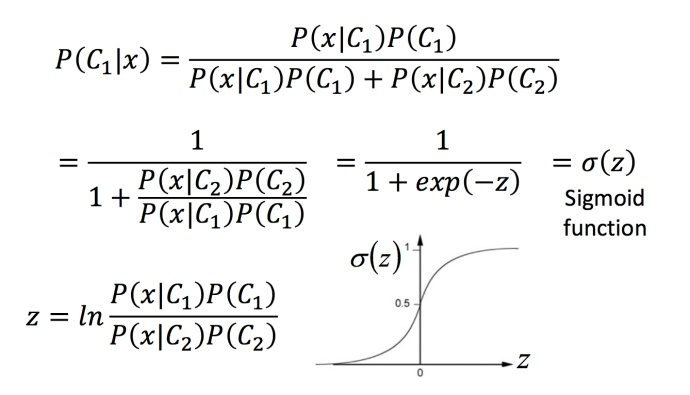 P(C₁|x) = P(x|C₁)P(C₁) / P(x|C₁)P(C₁) + P(x|C₂)P(C₂)
= 1 / 1 + P(x|C₂)P(C₂) / P(x|C₁)P(C₁) = 1 / 1 + exp(−z) = σ(z)
Sigmoid
function
z = ln P(x|C₁)P(C₁) / P(x|C₂)P(C₂)
σ(z)
1
0.5
0
z